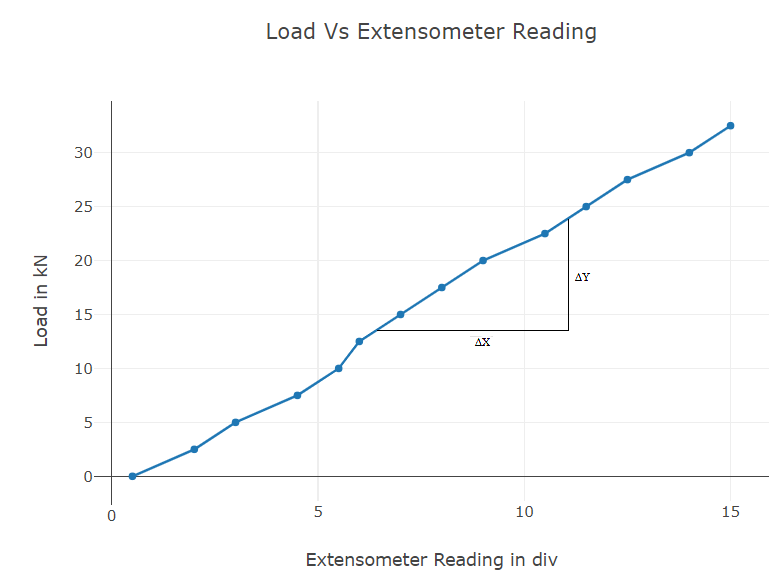 Load Vs Extensometer Reading
Load in kN
30
25
20
15
10
5
0
ΔY
ΔX
0
5
10
15
Extensometer Reading in div